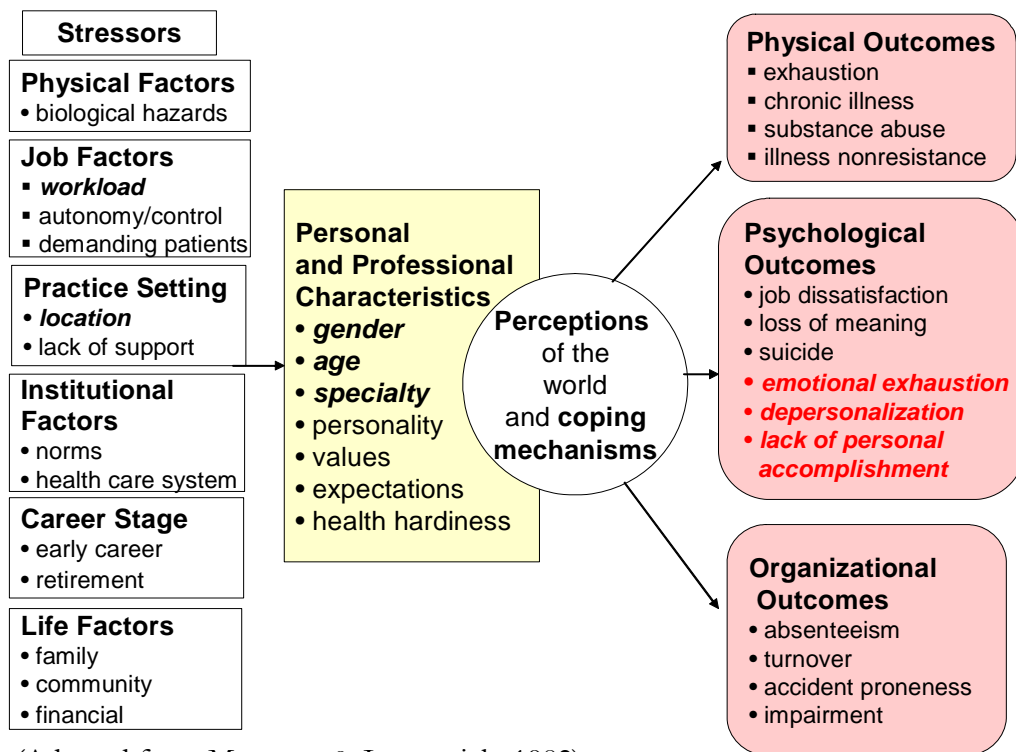 Stressors
Physical Factors
• biological hazards
Job Factors
▪ workload
▪ autonomy/control
▪ demanding patients
Practice Setting
• location
• lack of support
Institutional
Factors
• norms
• health care system
Career Stage
• early career
• retirement
Life Factors
• family
• community
• financial
Personal
and Professional
Characteristics
• gender
• age
• specialty
• personality
• values
• expectations
• health hardiness
Perceptions
of the
world
and coping
mechanisms
Physical Outcomes
▪ exhaustion
▪ chronic illness
▪ substance abuse
▪ illness nonresistance
Psychological
Outcomes
• job dissatisfaction
• loss of meaning
• suicide
• emotional exhaustion
• depersonalization
• lack of personal
accomplishment
Organizational
Outcomes
• absenteeism
• turnover
• accident proneness
• impairment